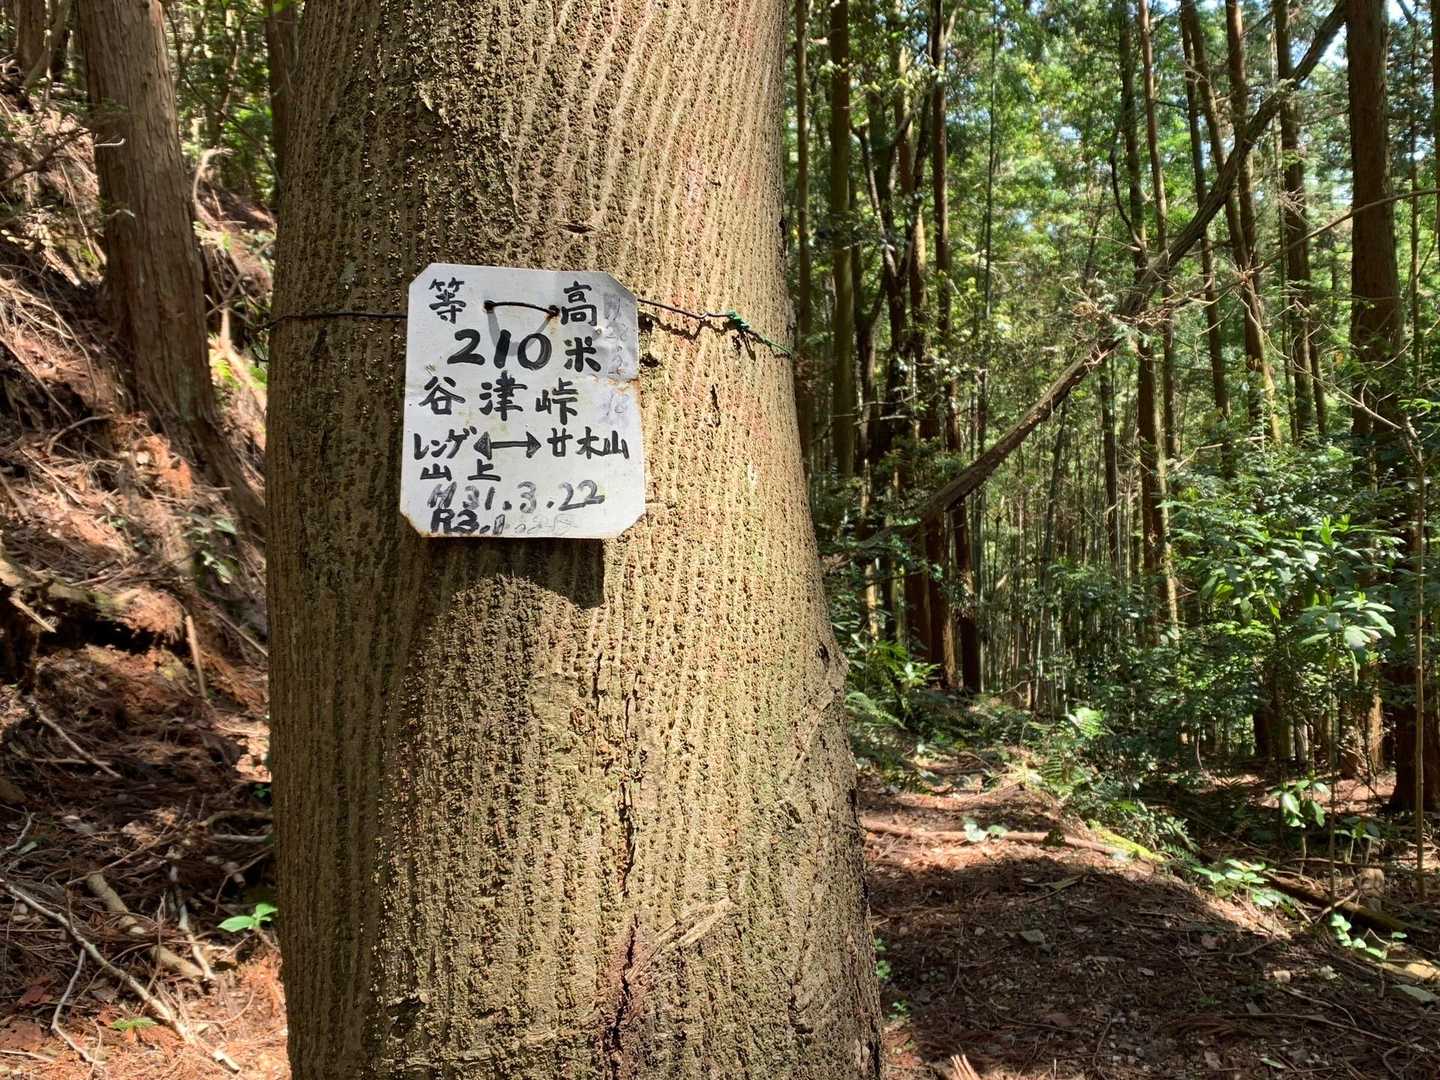 等 高
210米
谷津峠
レンゲ↔廿木山
山上
H31.3.22
R3.